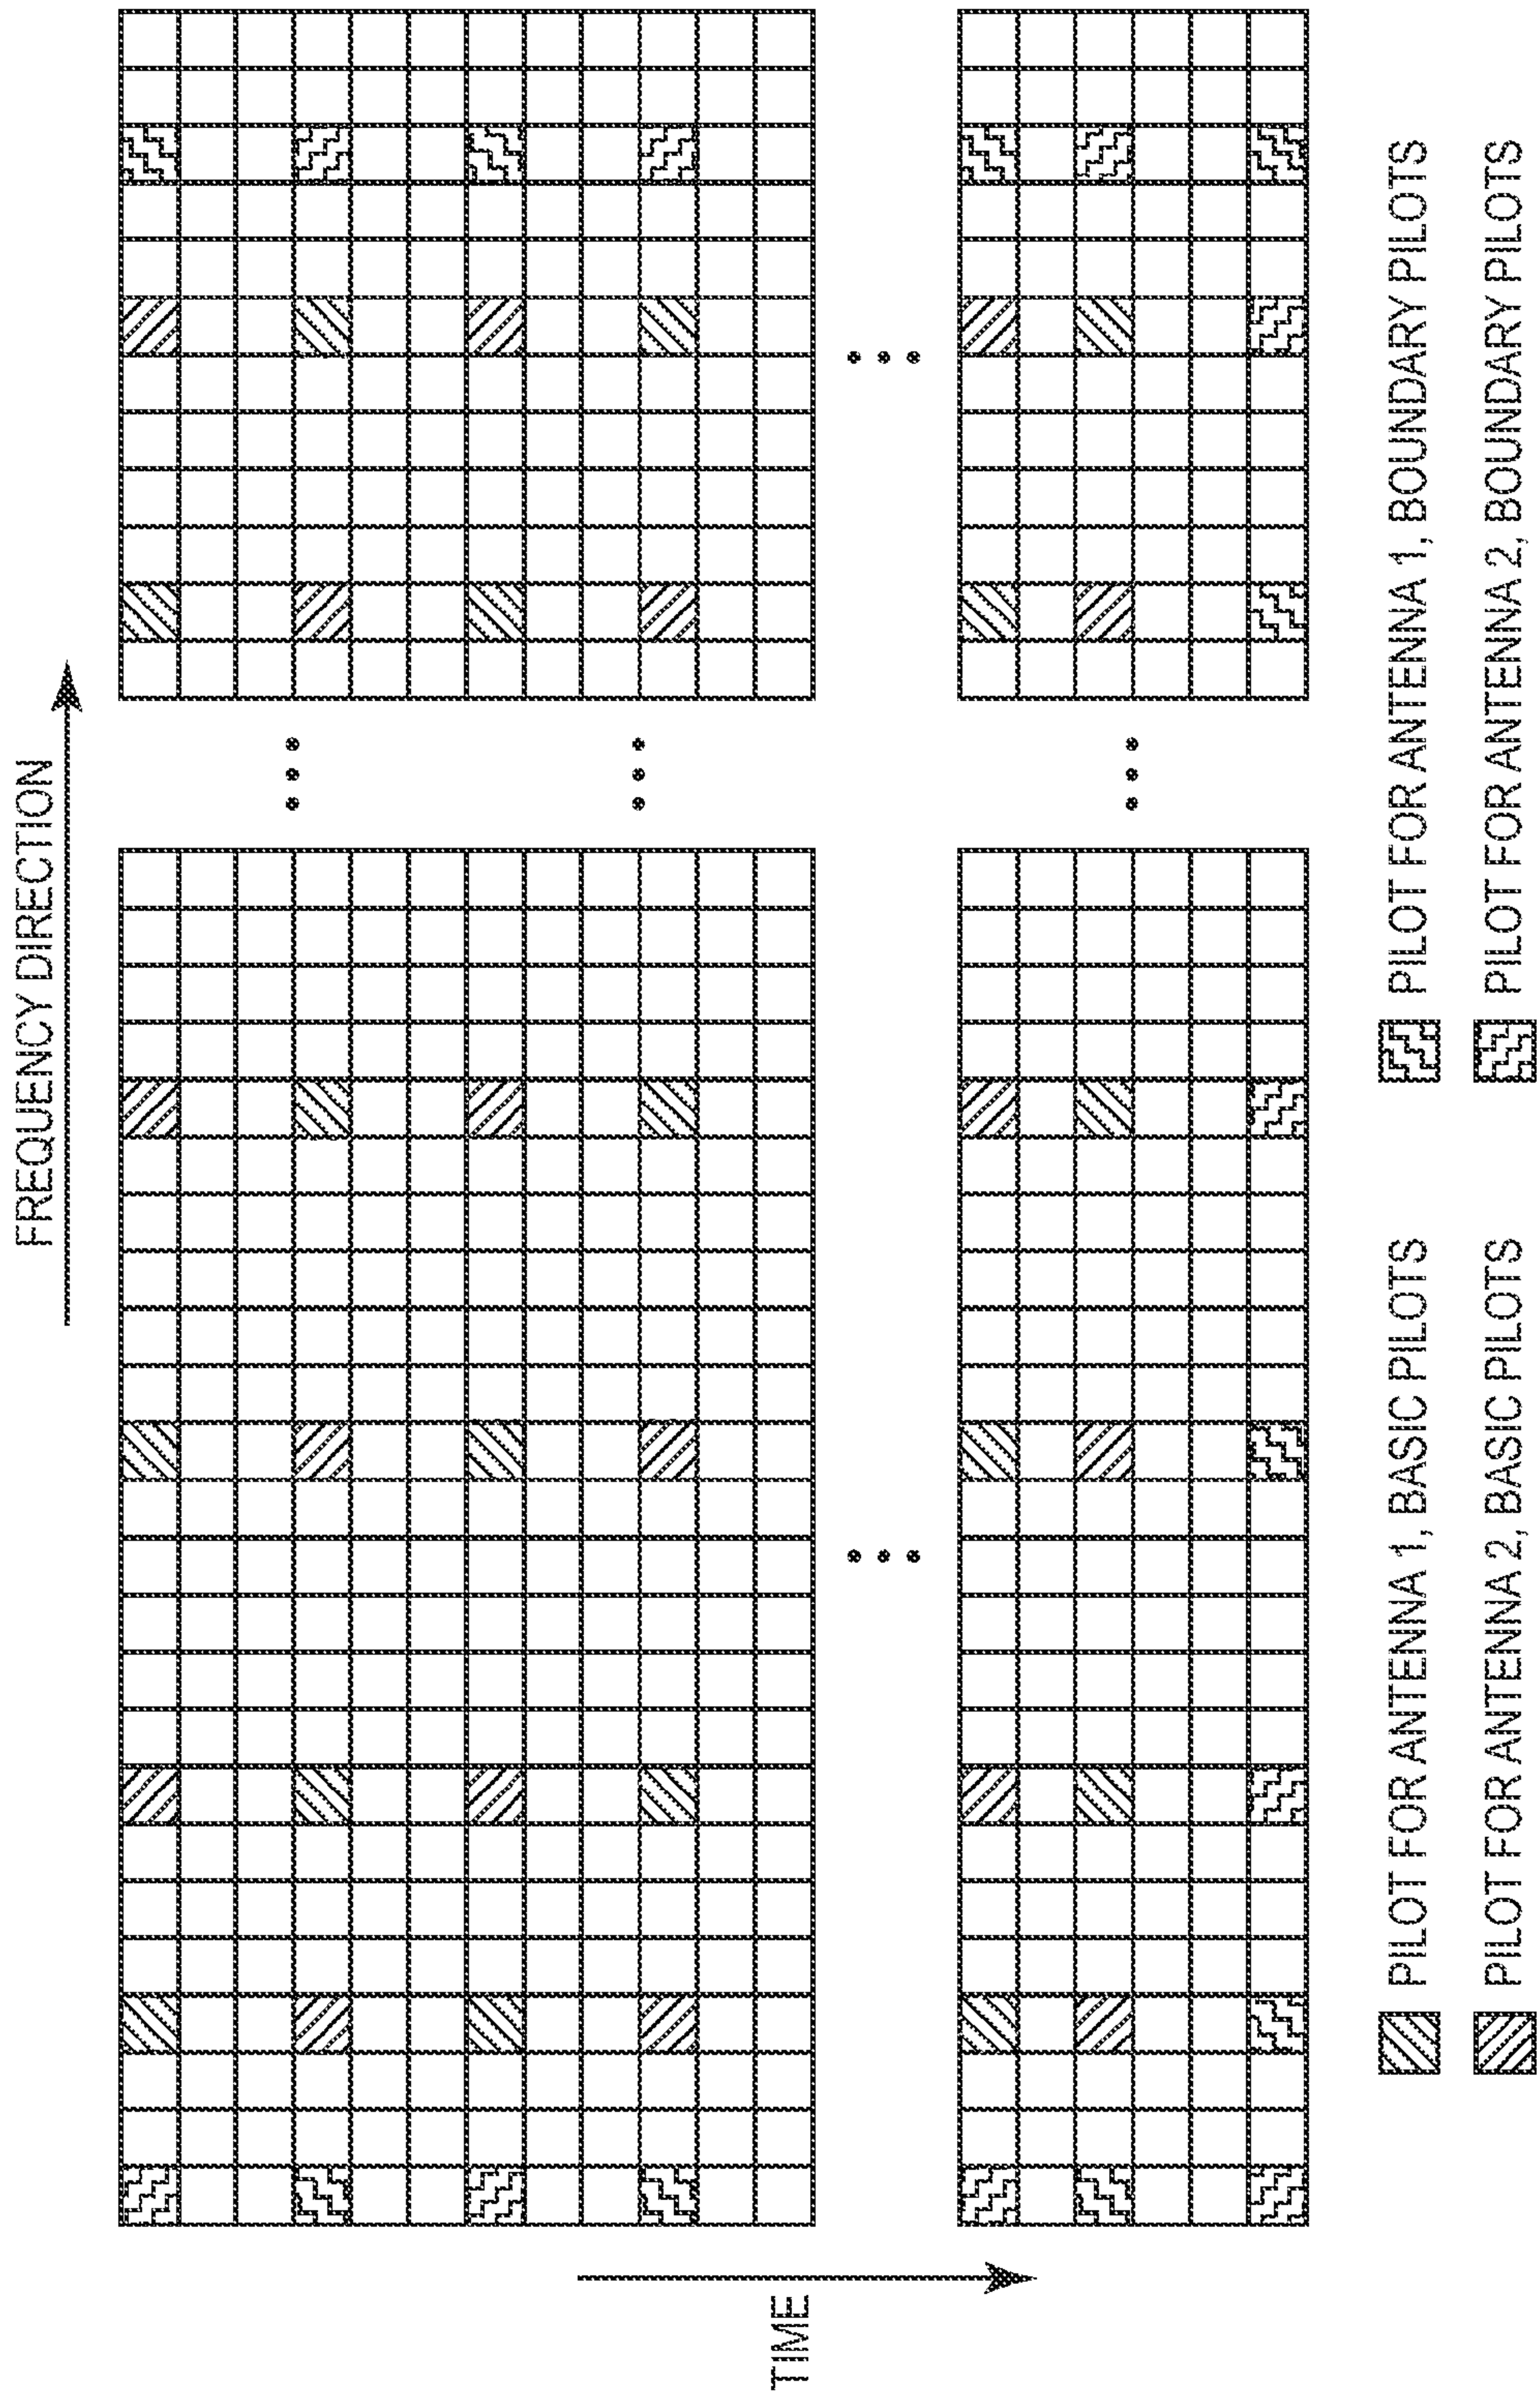 FREQUENCY DIRECTION
TIME
PILOT FOR ANTENNA 1, BASIC PILOTS
PILOT FOR ANTENNA 2, BASIC PILOTS
PILOT FOR ANTENNA 1, BOUNDARY PILOTS
PILOT FOR ANTENNA 2, BOUNDARY PILOTS